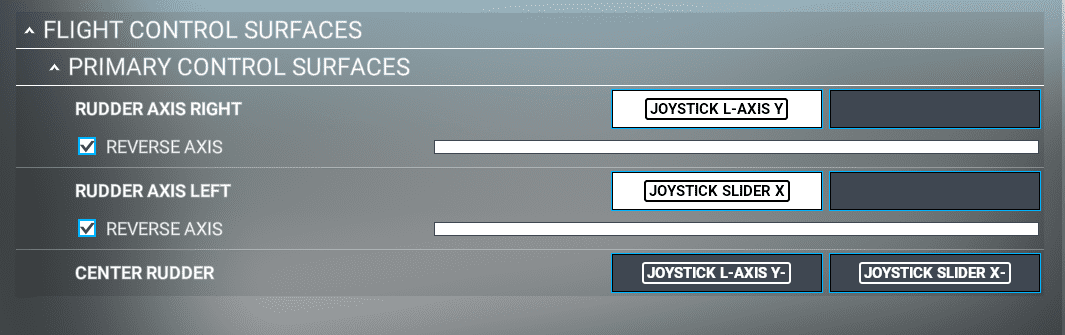 FLIGHT CONTROL SURFACES
PRIMARY CONTROL SURFACES
RUDDER AXIS RIGHT JOYSTICK L-AXIS Y
REVERSE AXIS
RUDDER AXIS LEFT JOYSTICK SLIDER X
REVERSE AXIS
CENTER RUDDER JOYSTICK L-AXIS Y- JOYSTICK SLIDER X-